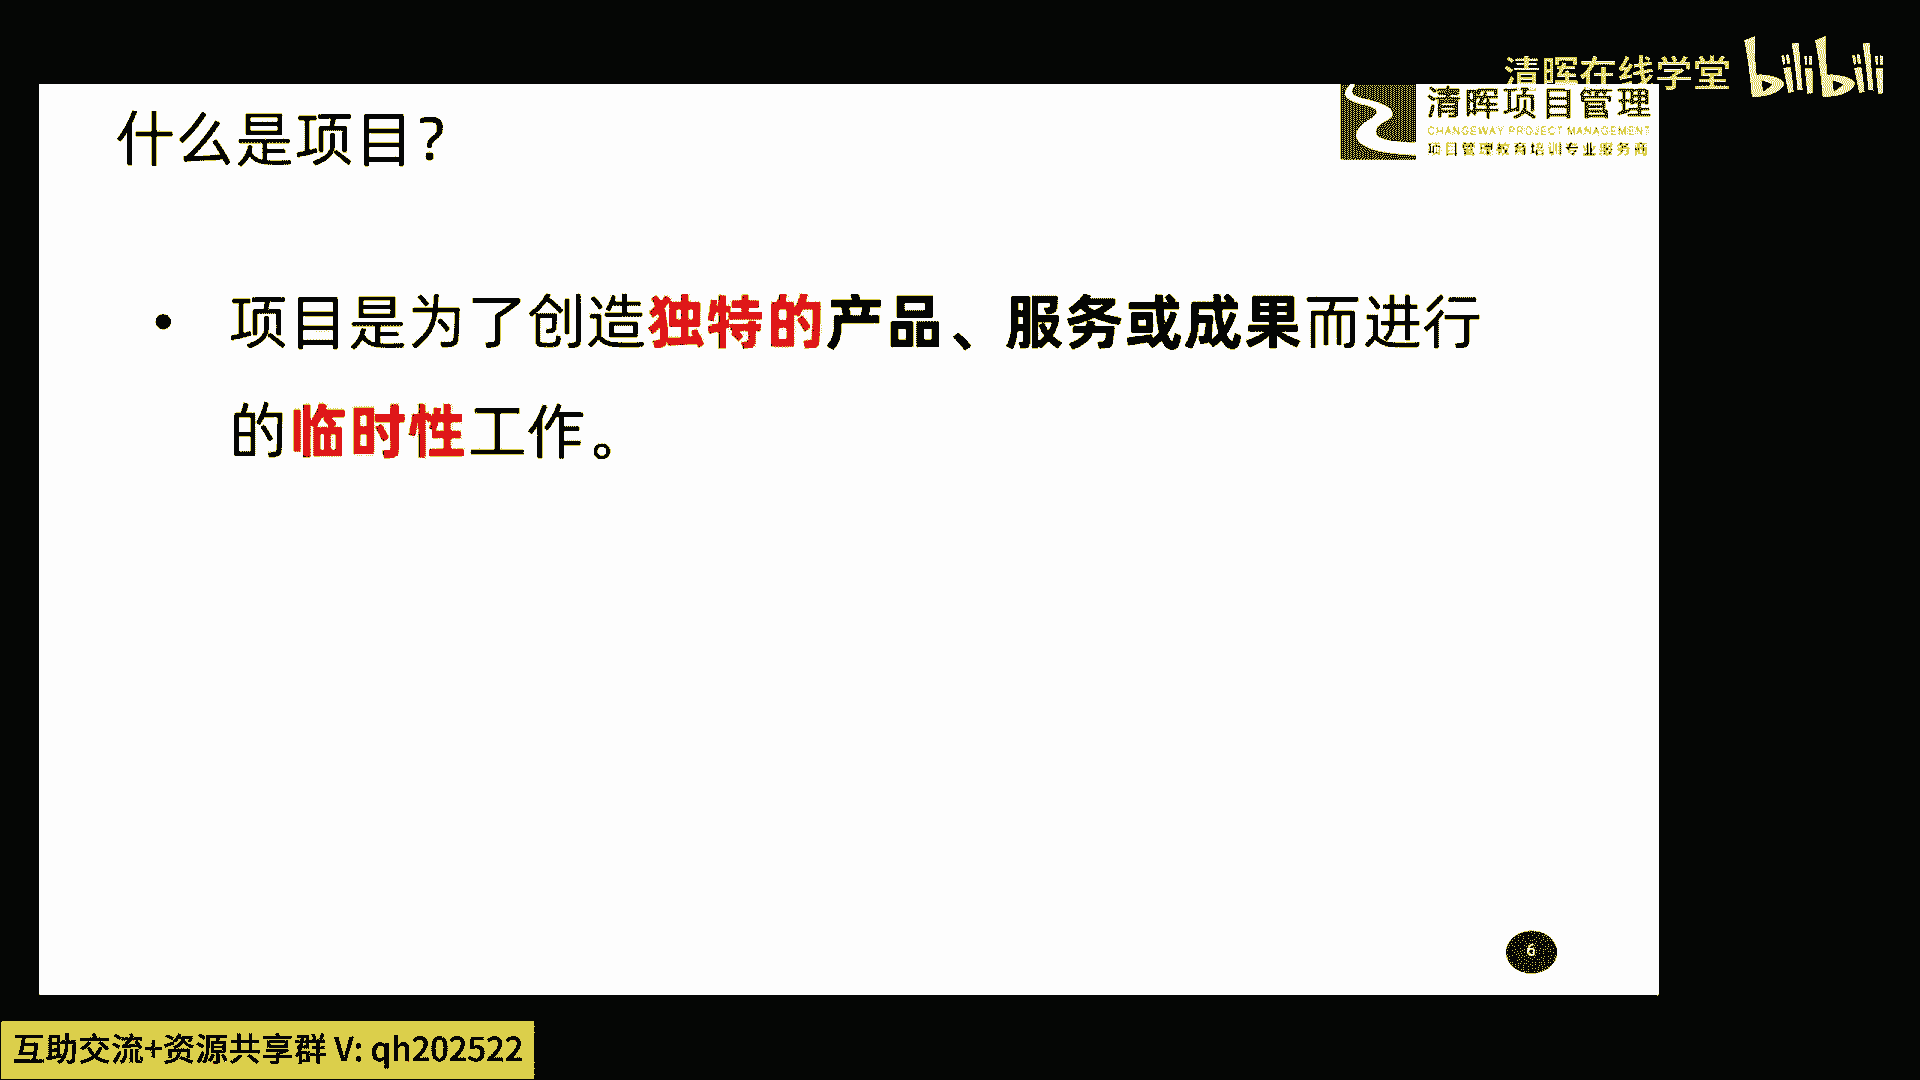 清晖在线学堂 bilibili
什么是项目?
清晖项目管理
CHANGEWAY PROJECT MANAGEMENT
项目管理教育培训专业服务商
• 项目是为了创造独特的产品、服务或成果而进行
的临时性工作。
6
互助交流+资源共享群 V: qh202522